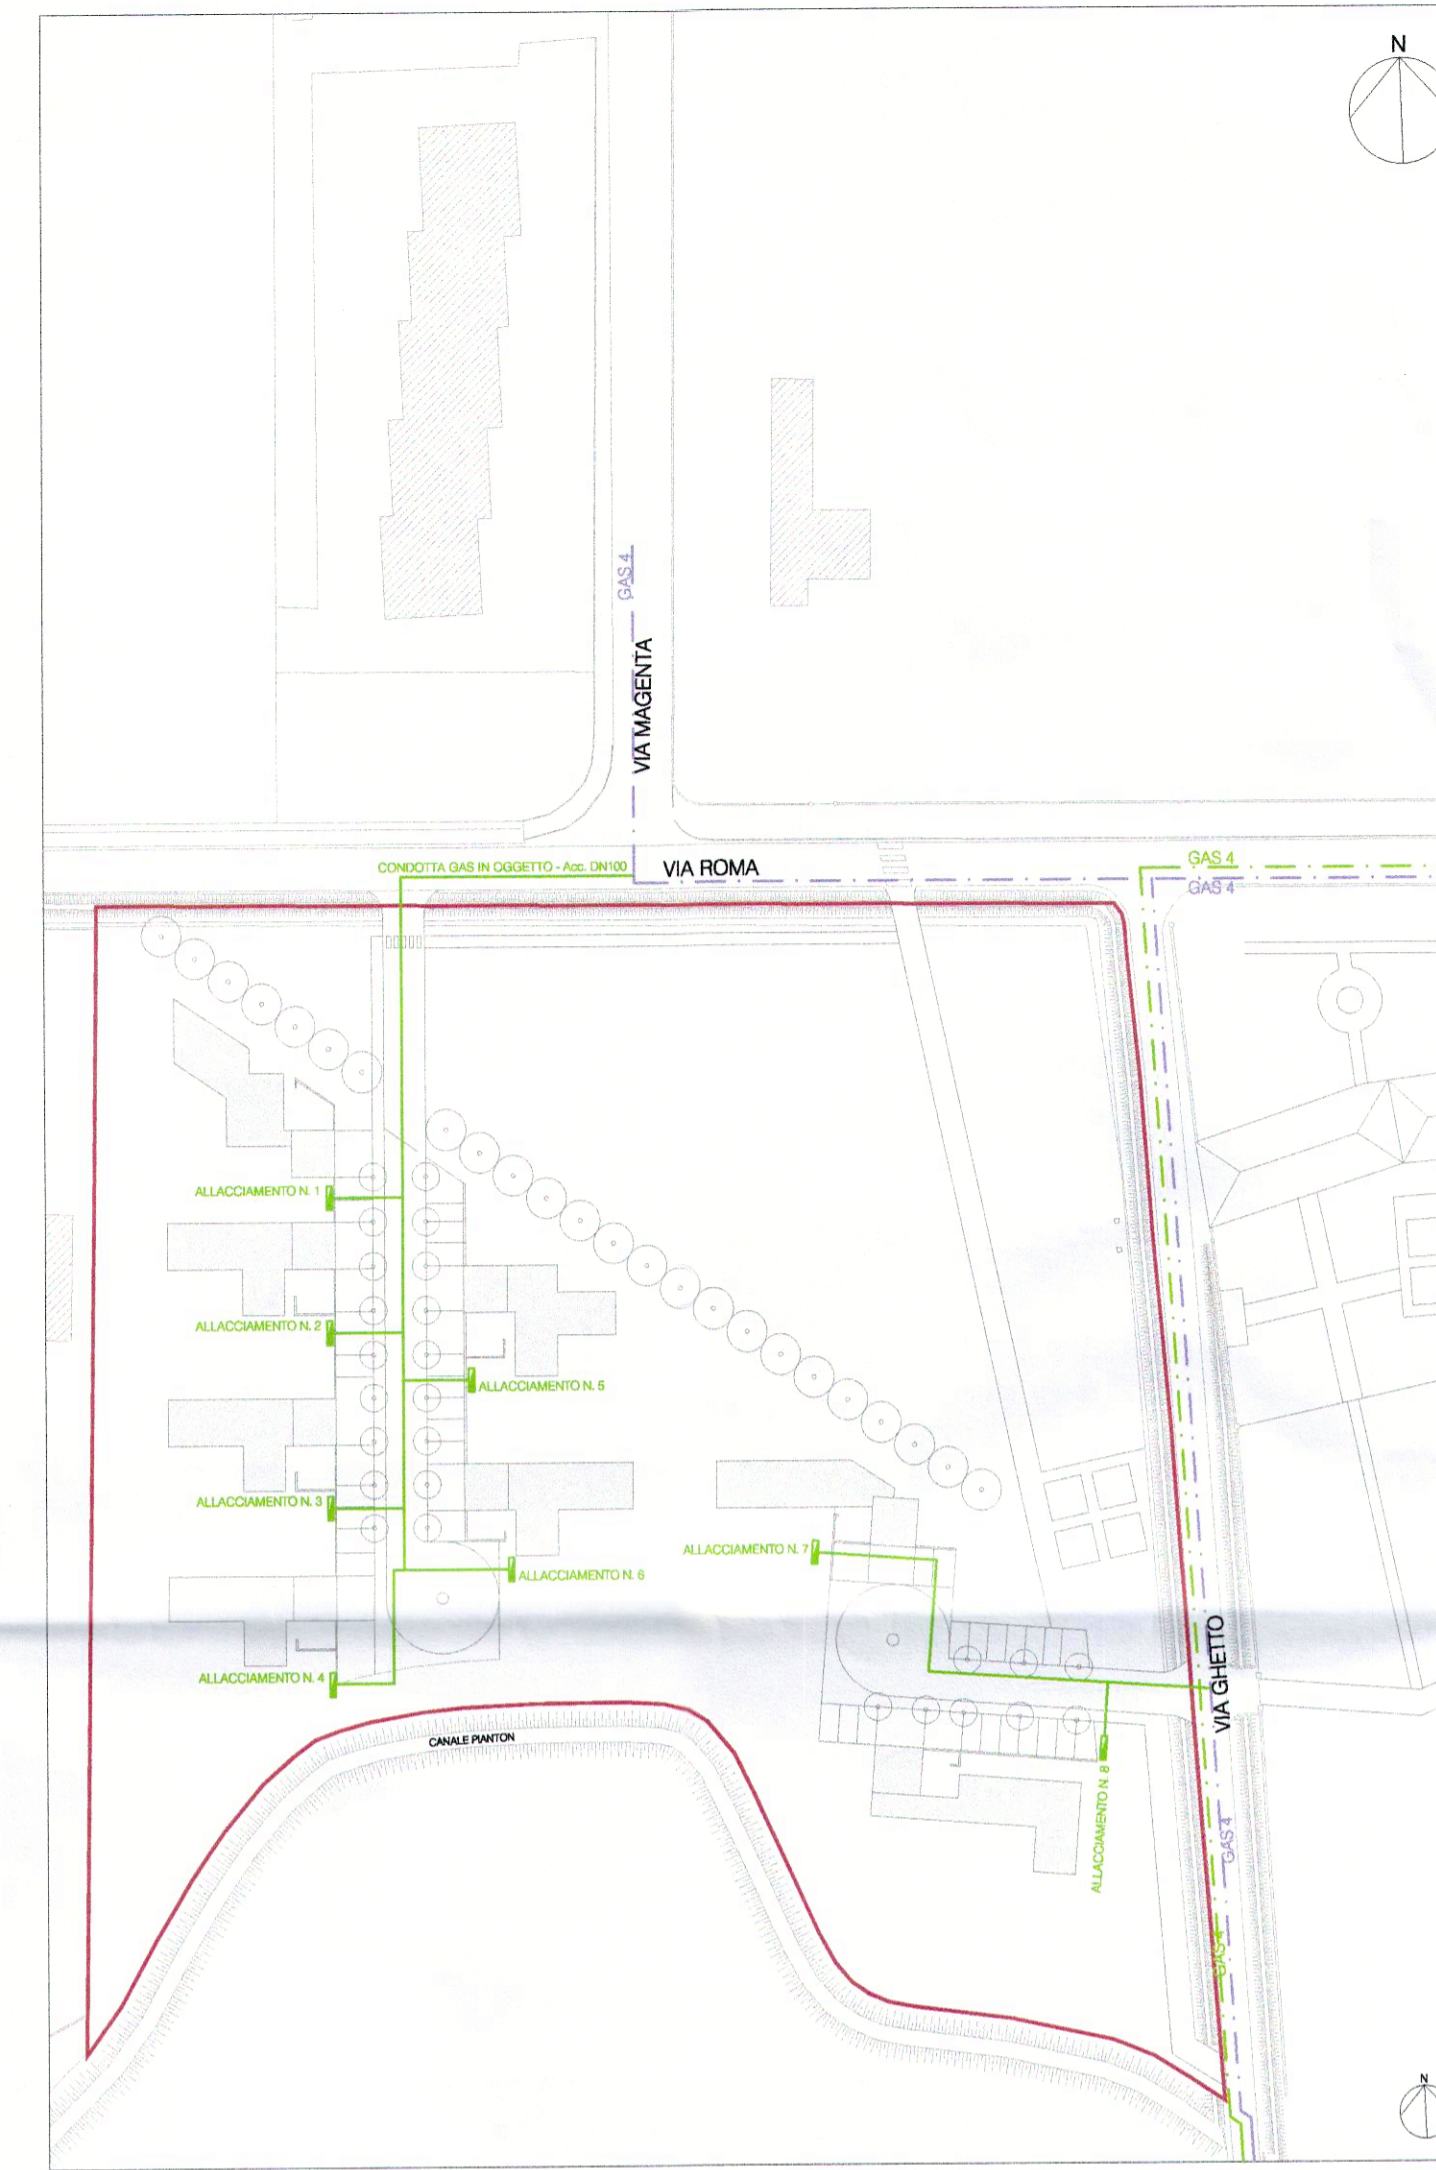 N
GAS 4
VIA MAGENTA
CONDOTTA GAS IN OGGETTO - Acc. DN100
VIA ROMA
GAS 4
GAS 4
ALLACCIAMENTO N. 1
ALLACCIAMENTO N. 2
ALLACCIAMENTO N. 5
ALLACCIAMENTO N. 3
ALLACCIAMENTO N. 7
ALLACCIAMENTO N. 6
ALLACCIAMENTO N. 4
VIA GHETTO
CANALE PIANTON
ALLACCIAMENTO N. 8
GAS 4
GAS 4
N